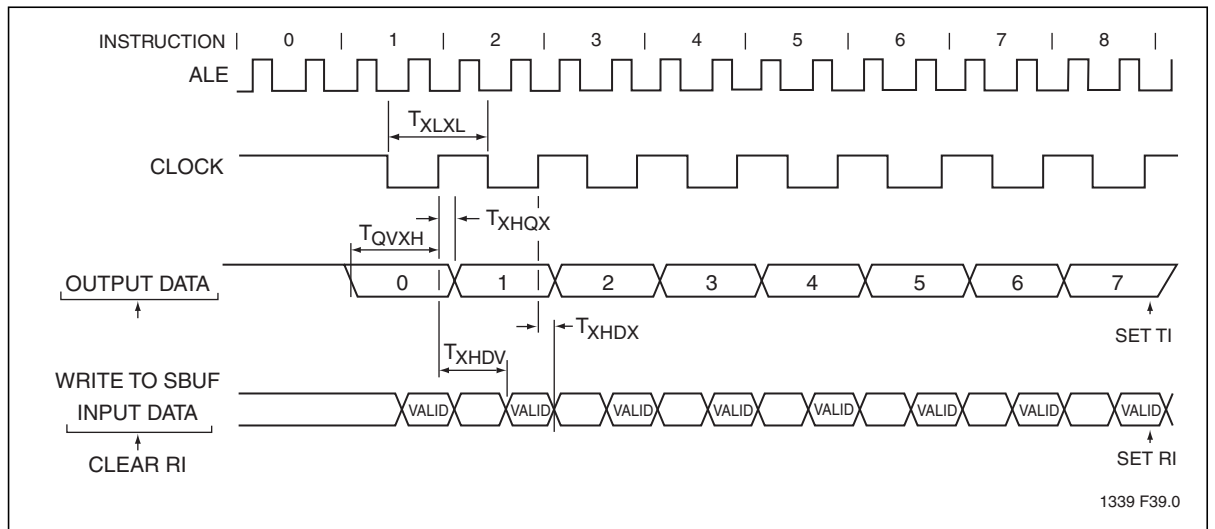 INSTRUCTION | 0 | 1 | 2 | 3 | 4 | 5 | 6 | 7 | 8 |
ALE
TXLXL
CLOCK
TXHQX
TQVXH
OUTPUT DATA 0 1 2 3 4 5 6 7
SET TI
TXHDX
TXHDV
WRITE TO SBUF
INPUT DATA VALID VALID VALID VALID VALID VALID VALID VALID
CLEAR RI
SET RI
1339 F39.0